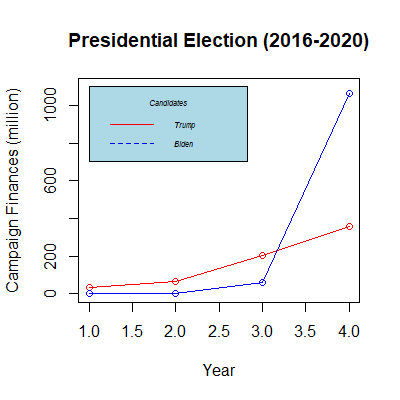 Presidential Election (2016-2020)
Campaign Finances (million)
1000
600
200
0
Candidates
Trump
Biden
1.0 1.5 2.0 2.5 3.0 3.5 4.0
Year